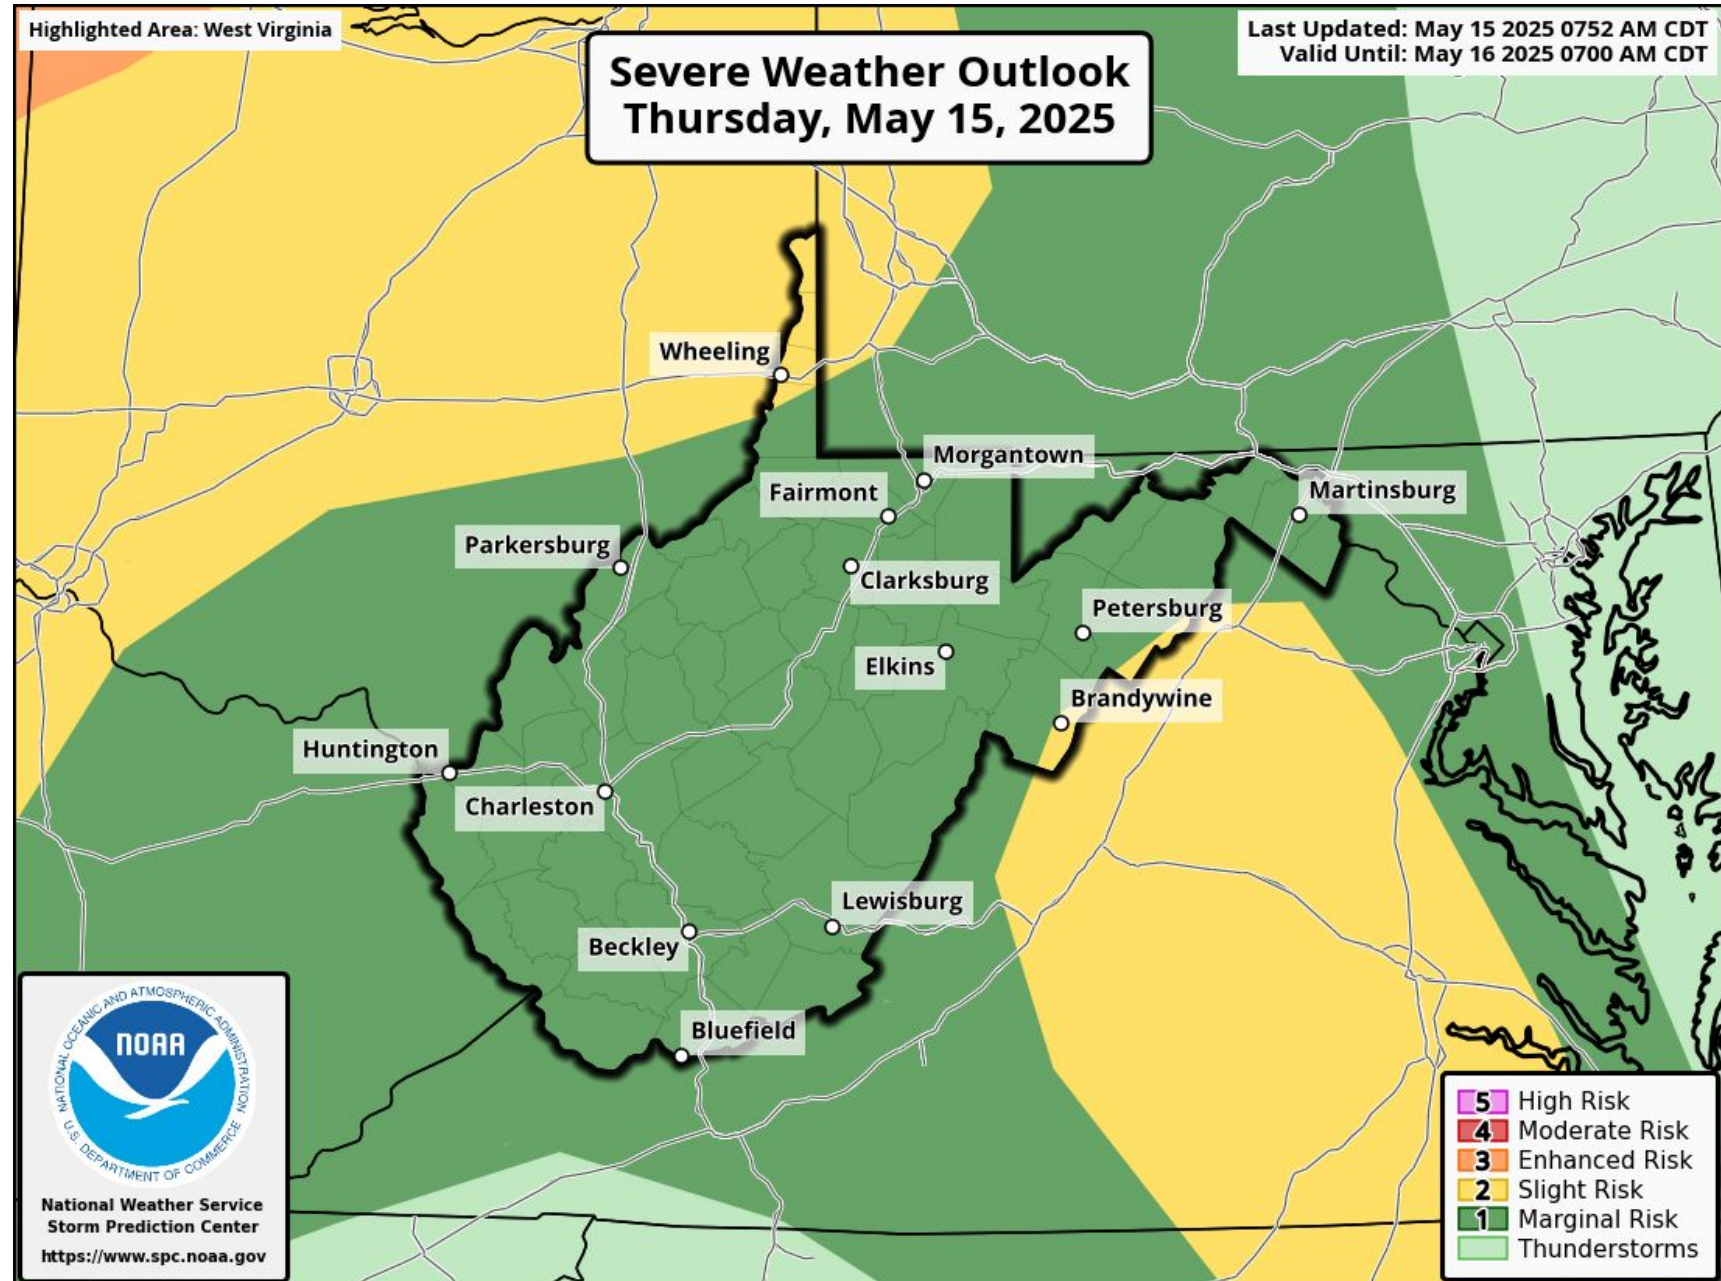 Highlighted Area: West Virginia
Last Updated: May 15 2025 0752 AM CDT
Valid Until: May 16 2025 0700 AM CDT
Severe Weather Outlook
Thursday, May 15, 2025
Wheeling
Morgantown
Fairmont
Martinsburg
Parkersburg
Clarksburg
Petersburg
Elkins
Brandywine
Huntington
Charleston
Lewisburg
Beckley
Bluefield
NATIONAL OCEANIC AND ATMOSPHERIC ADMINISTRATION
NOAA
U.S. DEPARTMENT OF COMMERCE
National Weather Service
Storm Prediction Center
https://www.spc.noaa.gov
5 High Risk
4 Moderate Risk
3 Enhanced Risk
2 Slight Risk
1 Marginal Risk
Thunderstorms